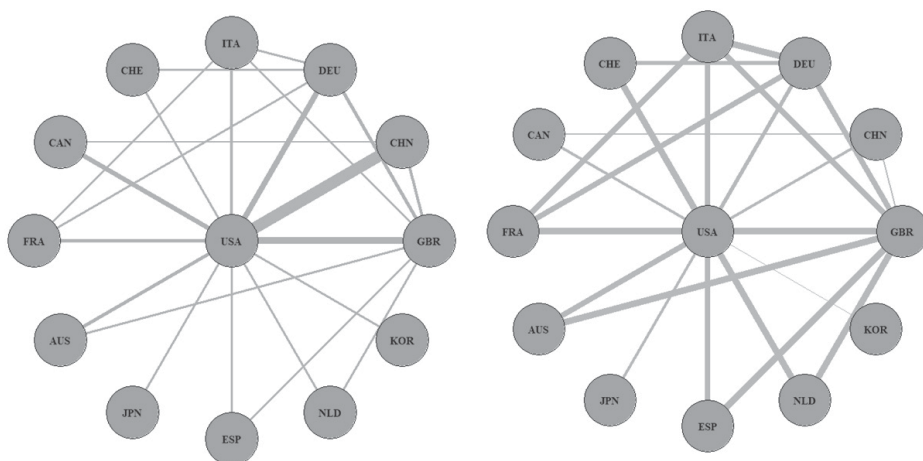 ITA
CHE
DEU
CAN
CHN
FRA
USA
GBR
AUS
KOR
JPN
NLD
ESP
ITA
CHE
DEU
CAN
CHN
FRA
USA
GBR
AUS
KOR
JPN
NLD
ESP